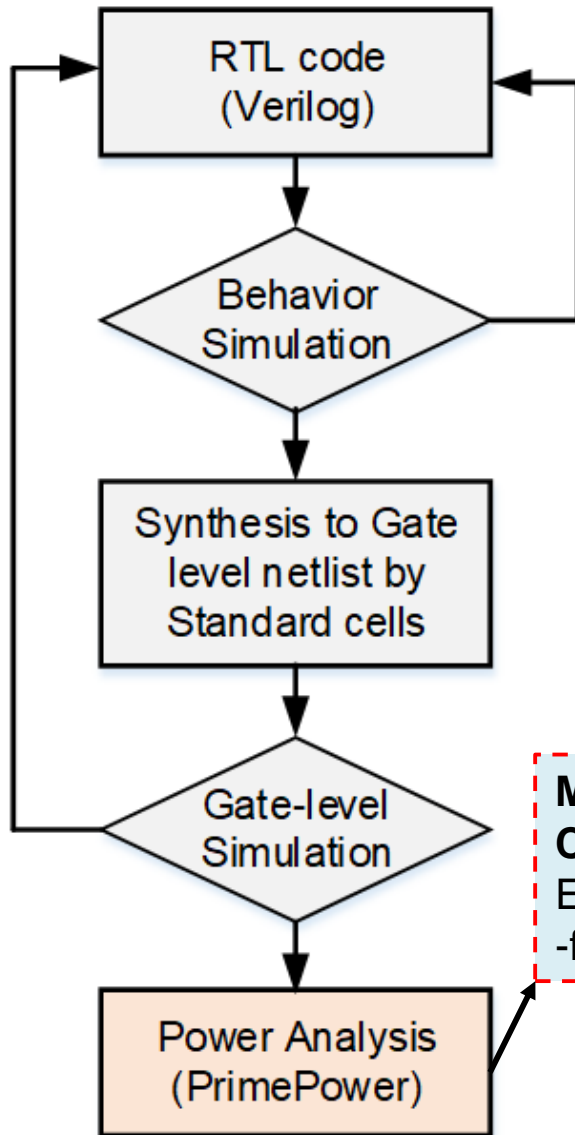 RTL code
(Verilog)
Behavior
Simulation
Synthesis to Gate
level netlist by
Standard cells
Gate-level
Simulation
Power Analysis
(PrimePower)